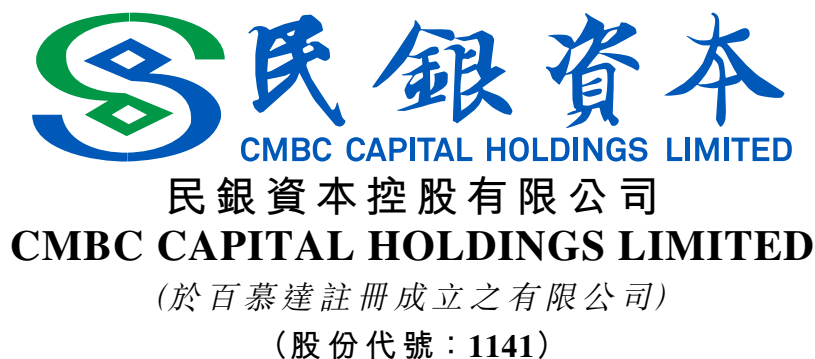 民銀資本
CMBC CAPITAL HOLDINGS LIMITED
民銀資本控股有限公司
CMBC CAPITAL HOLDINGS LIMITED
(於百慕達註冊成立之有限公司)
（股份代號：1141）